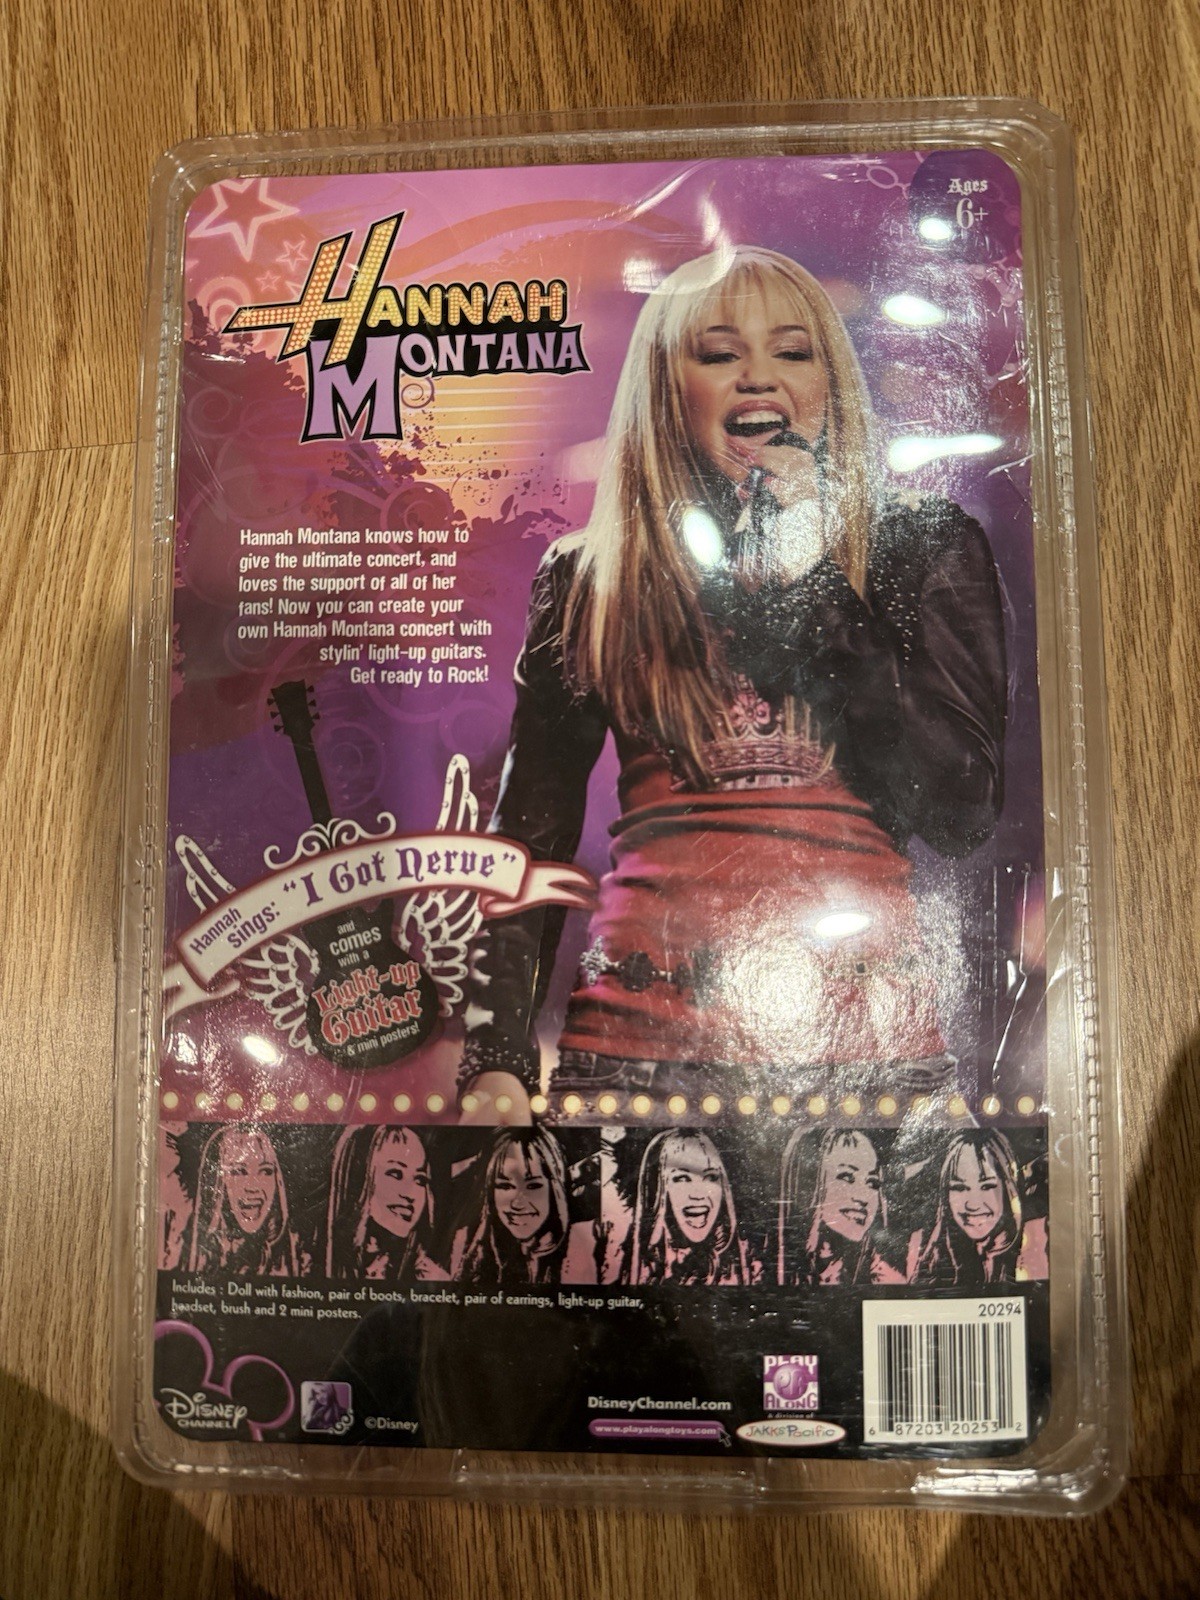 Ages
6+
HANNAH
MONTANA
Hannah Montana knows how to
give the ultimate concert, and
loves the support of all of her
fans! Now you can create your
own Hannah Montana concert with
stylin' light-up guitars.
Get ready to Rock!
Hannah
sings: "I Got Nerve"
and
comes
with a
Light-up
Guitar
& mini posters!
Includes : Doll with fashion, pair of boots, bracelet, pair of earrings, light-up guitar,
headset, brush and 2 mini posters.
20294
DISNEY
CHANNEL
©Disney
DisneyChannel.com
www.playalongtoys.com
PLAY
ALONG
A division of
JAKKS Pacific
6 87203 20253 2